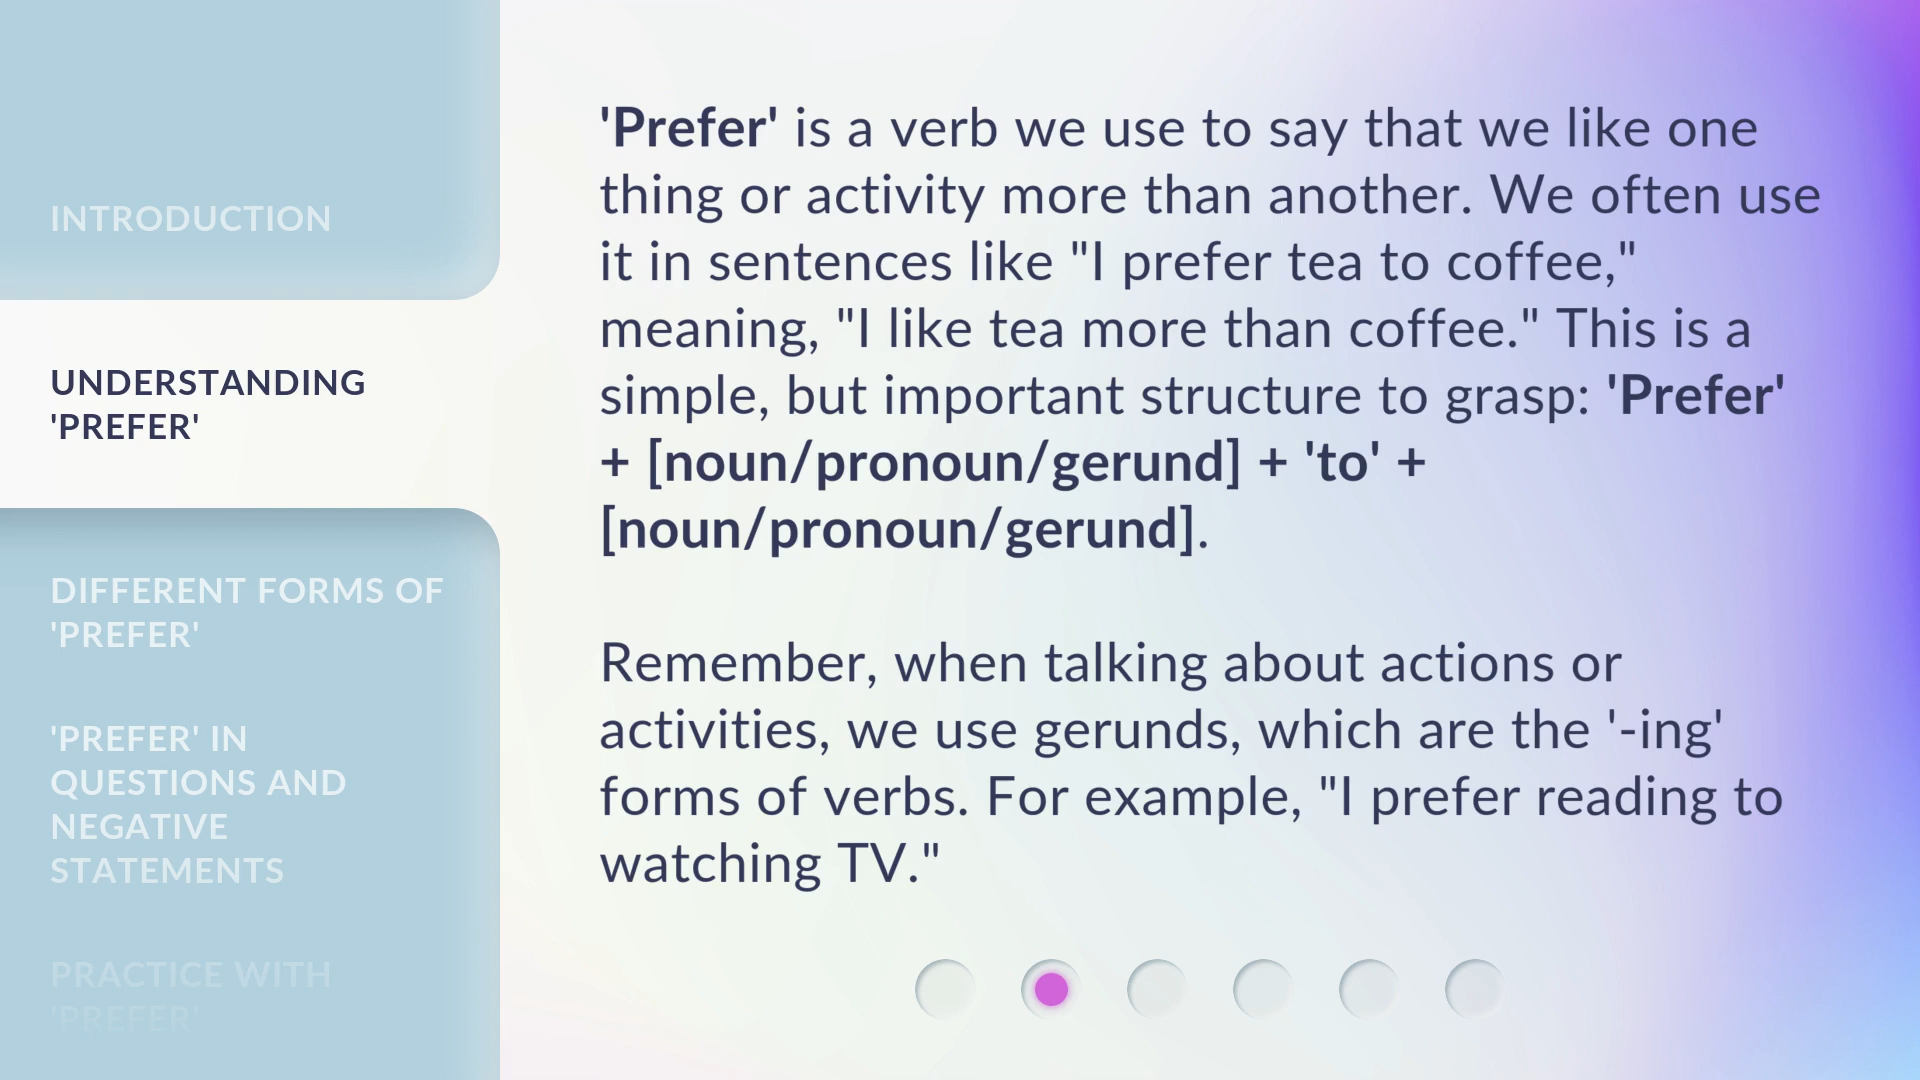 INTRODUCTION
UNDERSTANDING
'PREFER'
DIFFERENT FORMS OF
'PREFER'
'PREFER' IN
QUESTIONS AND
NEGATIVE
STATEMENTS
PRACTICE WITH
'PREFER'
'Prefer' is a verb we use to say that we like one
thing or activity more than another. We often use
it in sentences like "I prefer tea to coffee,"
meaning, "I like tea more than coffee." This is a
simple, but important structure to grasp: 'Prefer'
+ [noun/pronoun/gerund] + 'to' +
[noun/pronoun/gerund].
Remember, when talking about actions or
activities, we use gerunds, which are the '-ing'
forms of verbs. For example, "I prefer reading to
watching TV."